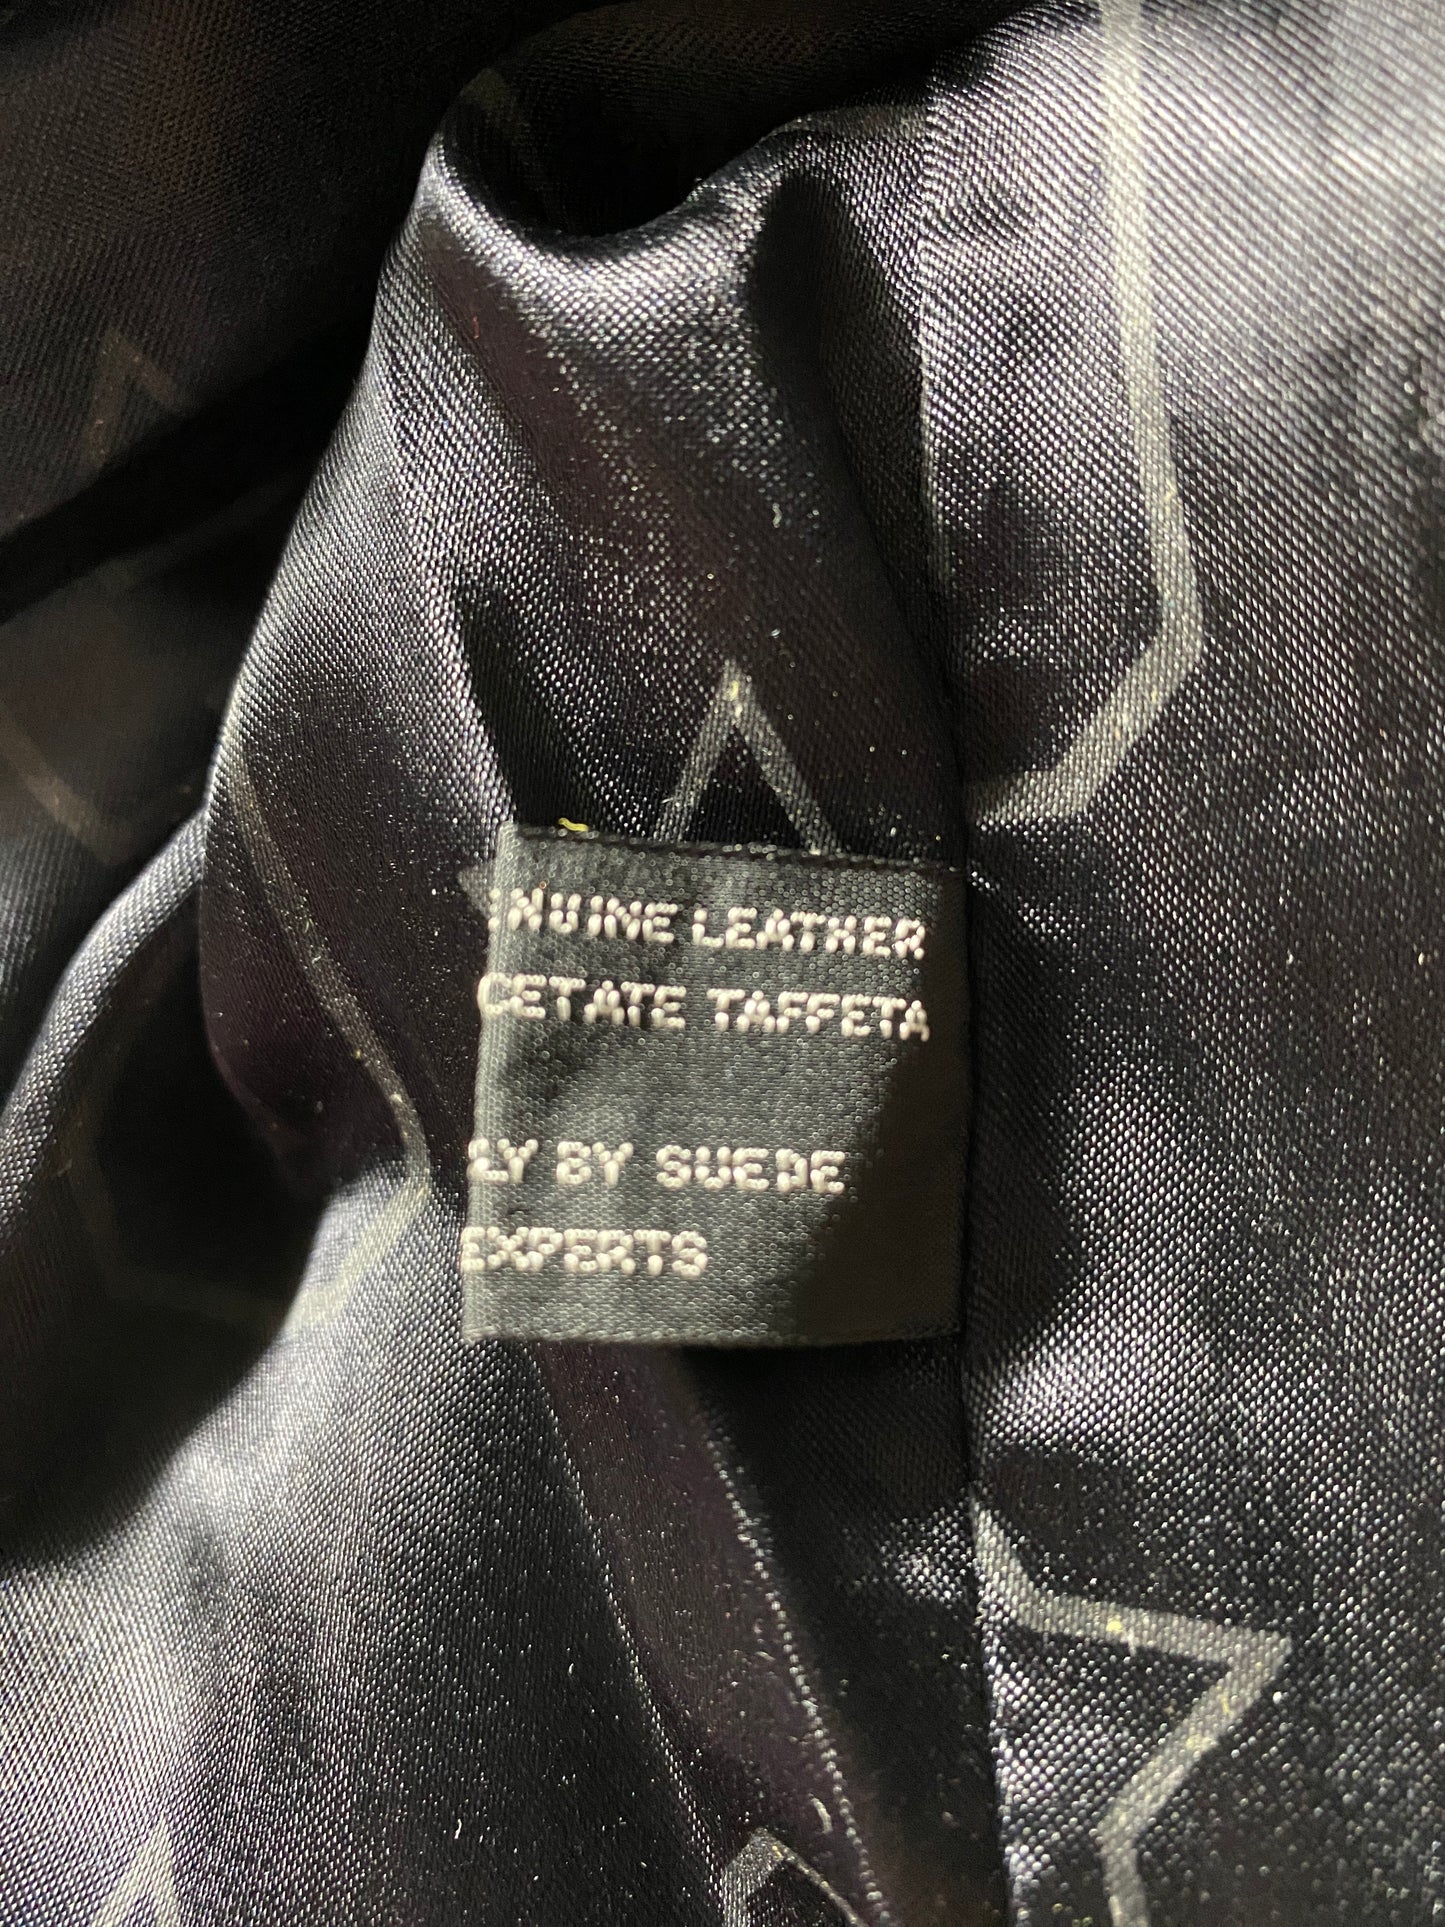 ENUINE LEATHER
CETATE TAFFETA
LY BY SUEDE
EXPERTS